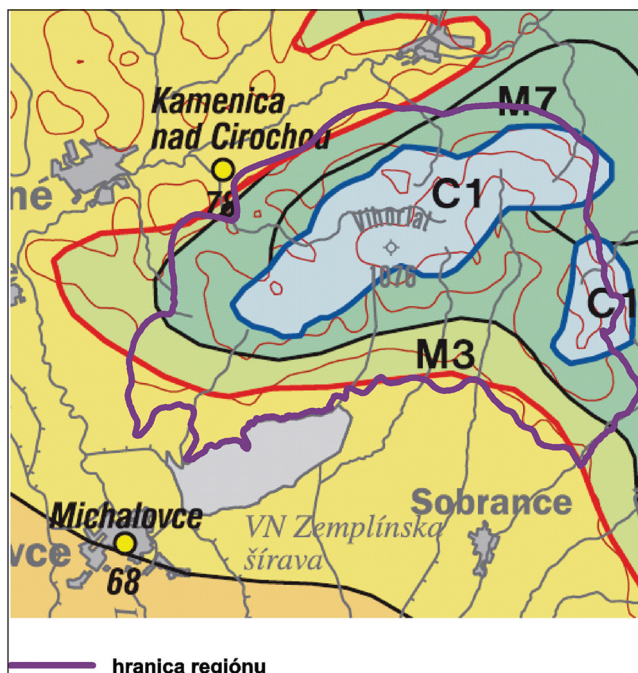 Kamenica
nad Cirochou
78
M7
ne
C1
Vihorlat
1076
C1
M3
Michalovce
68
vce
VN Zemplínska
šírava
Sobrance
hranica regiónu